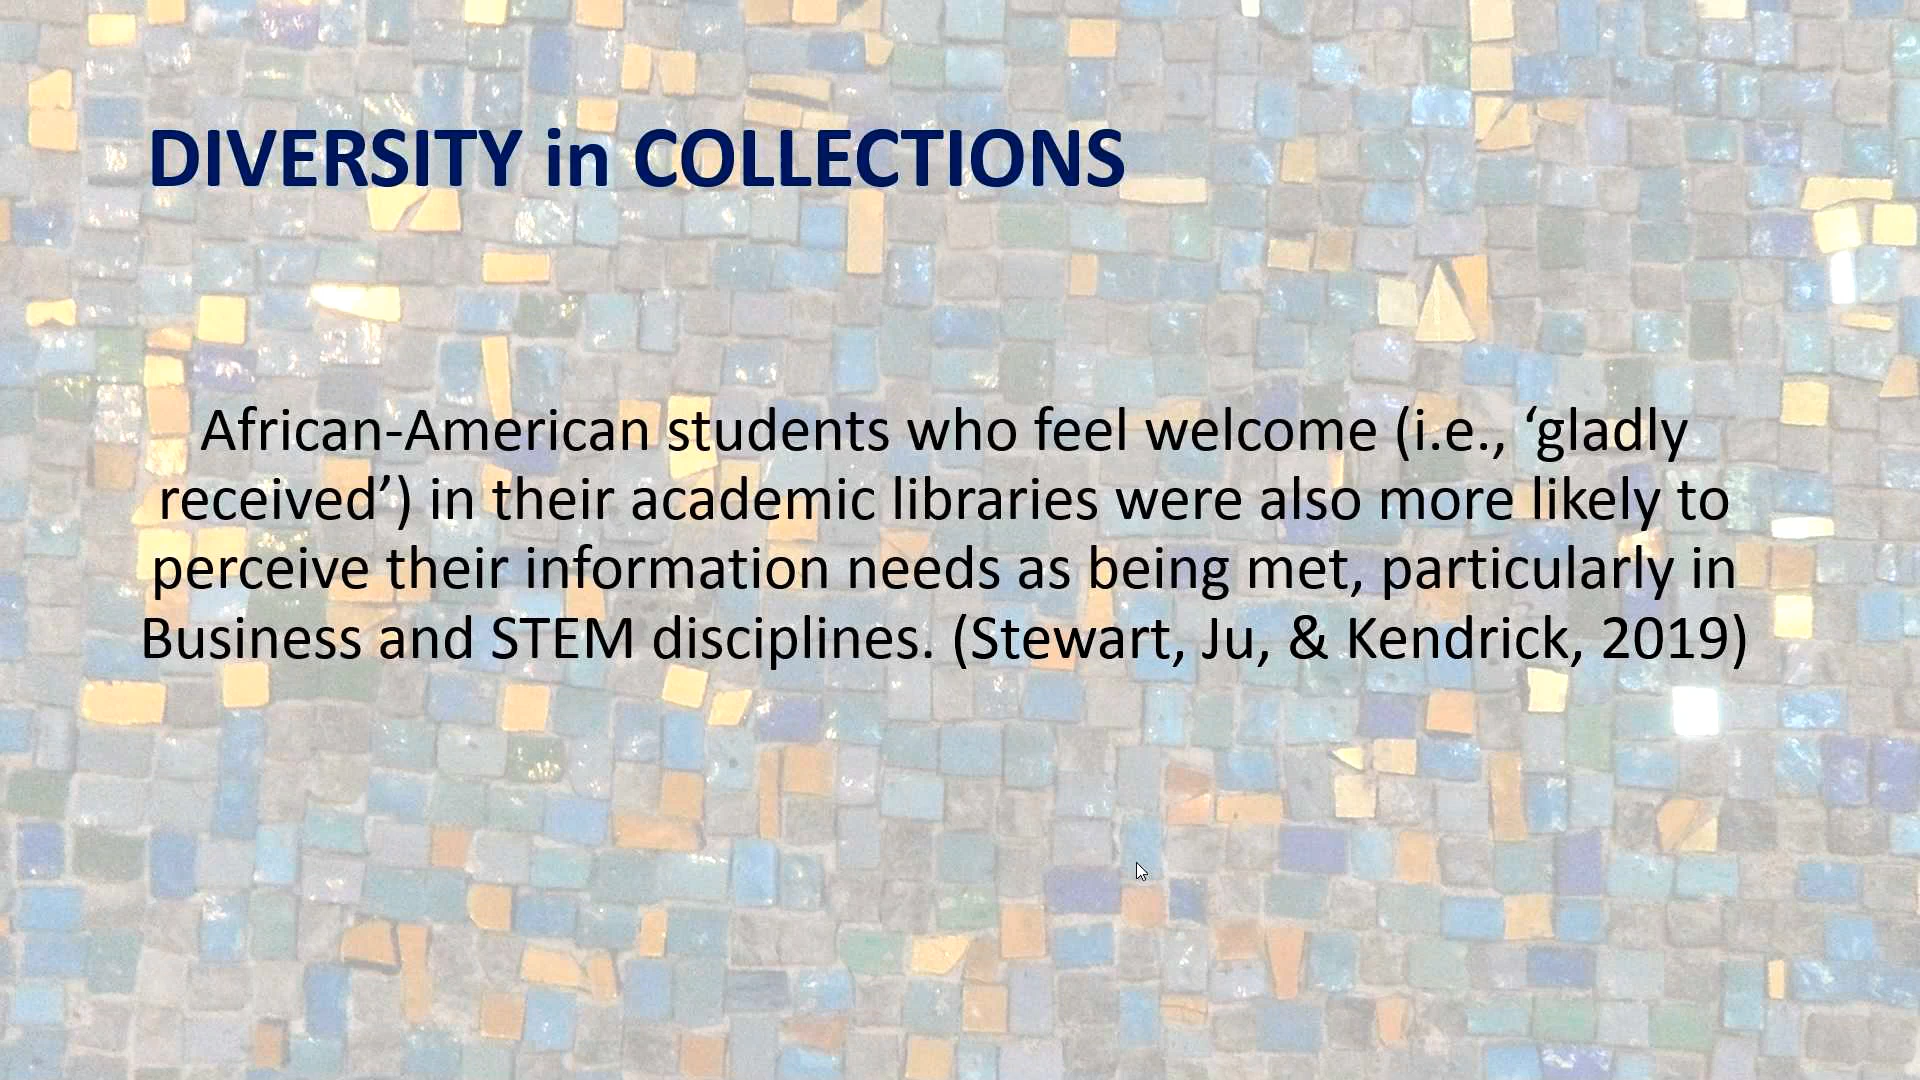 DIVERSITY in COLLECTIONS
African-American students who feel welcome (i.e., ‘gladly
received’) in their academic libraries were also more likely to
perceive their information needs as being met, particularly in
Business and STEM disciplines. (Stewart, Ju, & Kendrick, 2019)